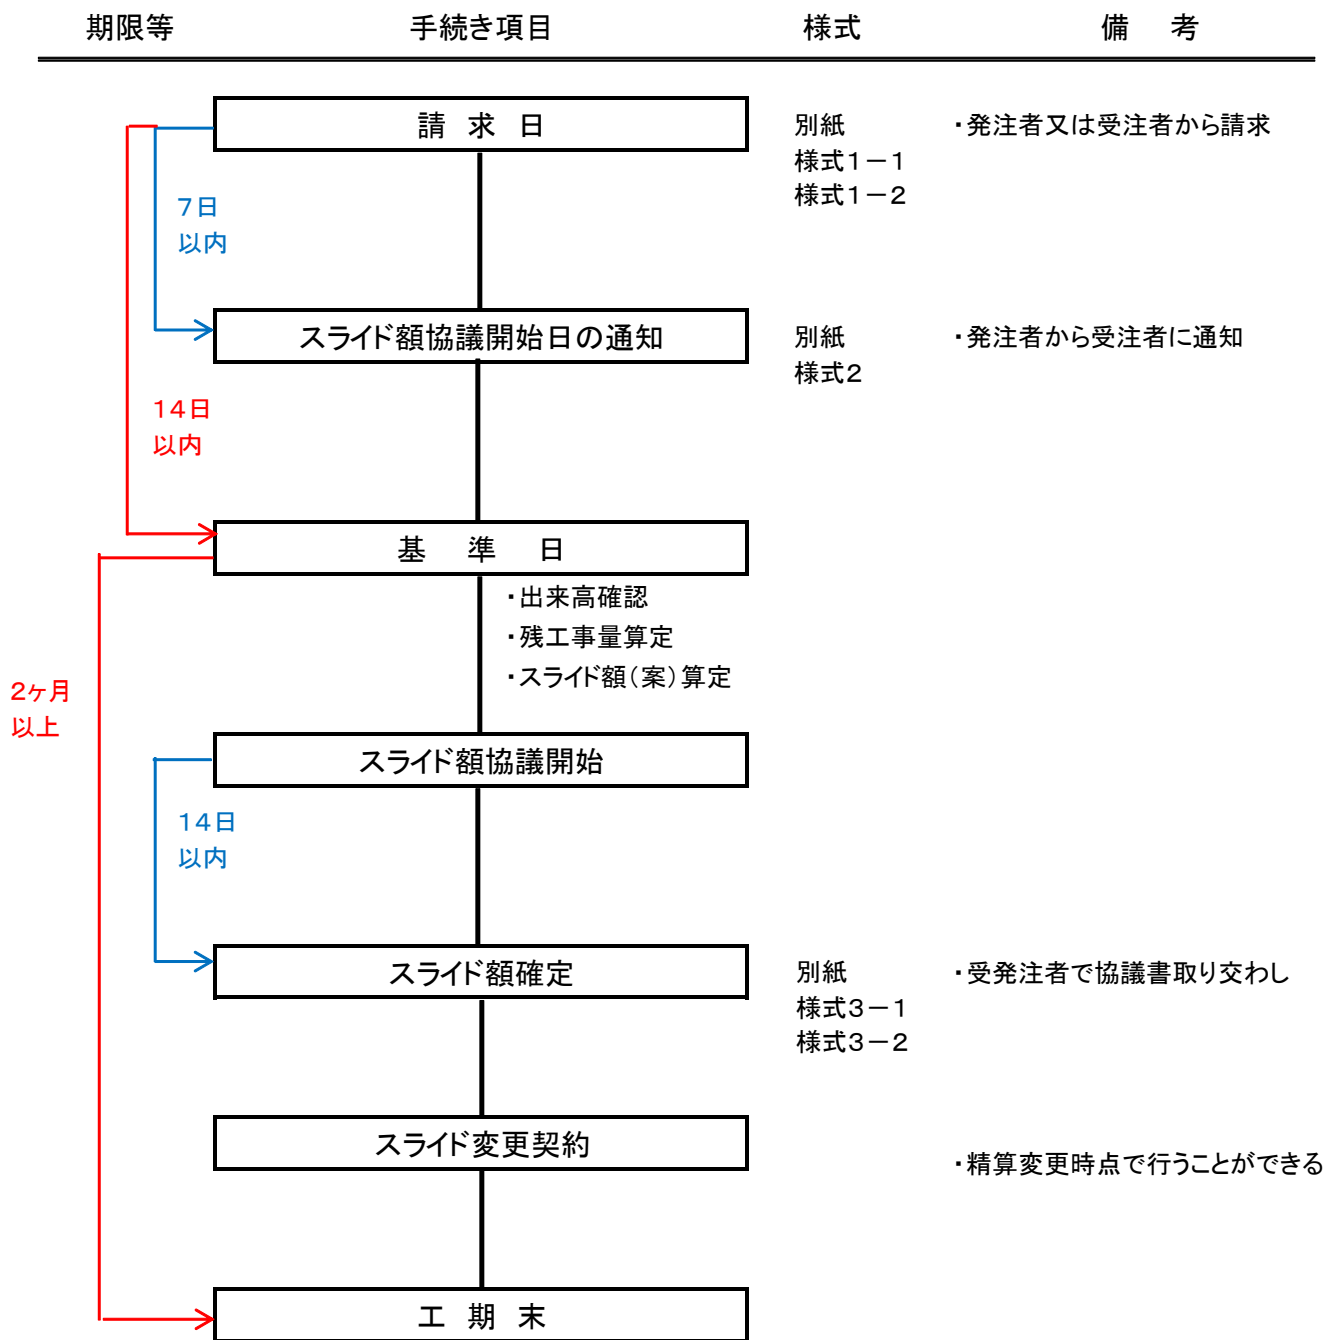 期限等 手続き項目 様式 備 考
請 求 日 別紙 ・発注者又は受注者から請求
様式1-1
様式1-2
7日
以内
スライド額協議開始日の通知 別紙 ・発注者から受注者に通知
様式2
14日
以内
基 準 日
・出来高確認
・残工事量算定
・スライド額(案)算定
2ヶ月
以上
スライド額協議開始
14日
以内
スライド額確定 別紙 ・受発注者で協議書取り交わし
様式3-1
様式3-2
スライド変更契約
・精算変更時点で行うことができる
工 期 末